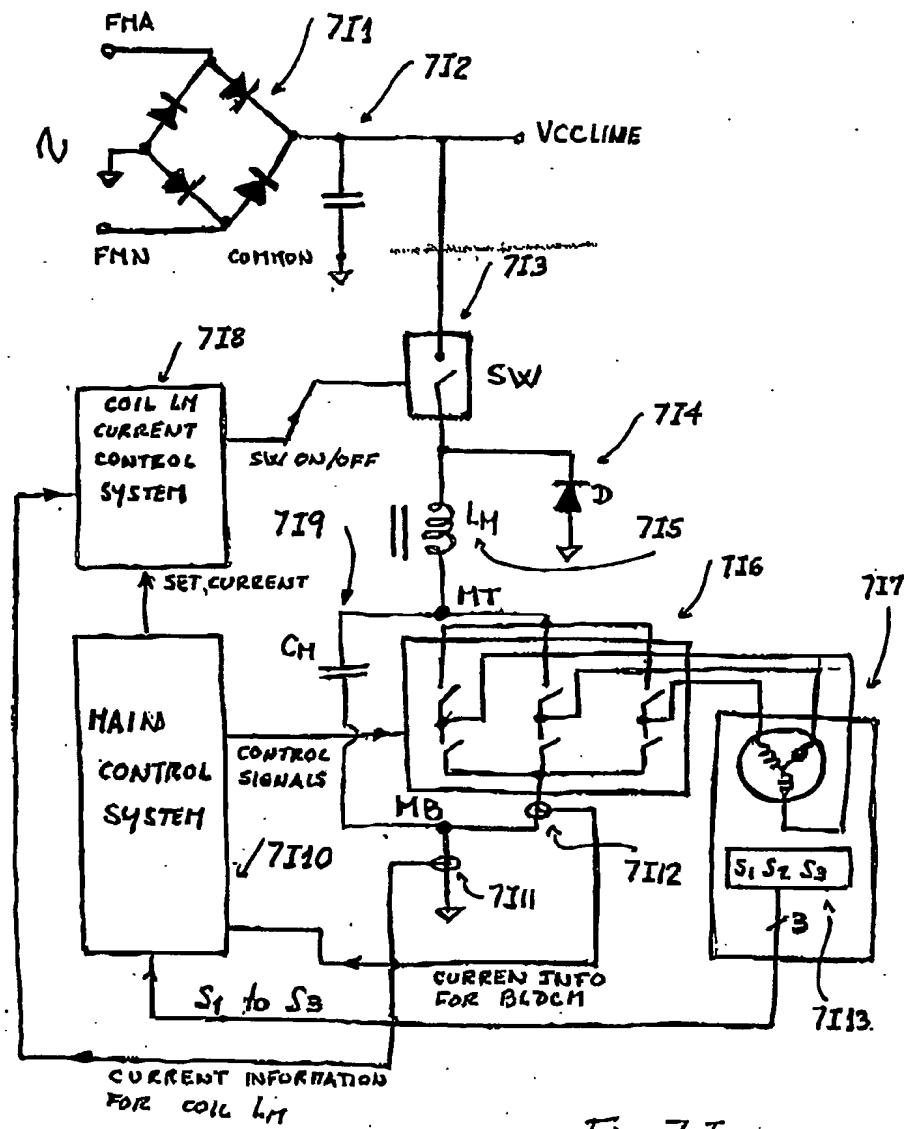 FMA
7I1
7I2
VCCLINE
FMN
COMMON
7I3
7I8
SW
COIL LM
CURRENT
CONTROL
SYSTEM
SW ON/OFF
7I4
D
7I9
LM
7I5
SET, CURRENT
MT
7I6
7I7
CM
MAIN
CONTROL
SYSTEM
CONTROL
SIGNALS
MB
7I10
7I11
7I12
S1 S2 S3
3
CURREN INFO
FOR BLDCM
S1 to S3
7I13.
CURRENT INFORMATION
FOR COIL LM
Fig 7I